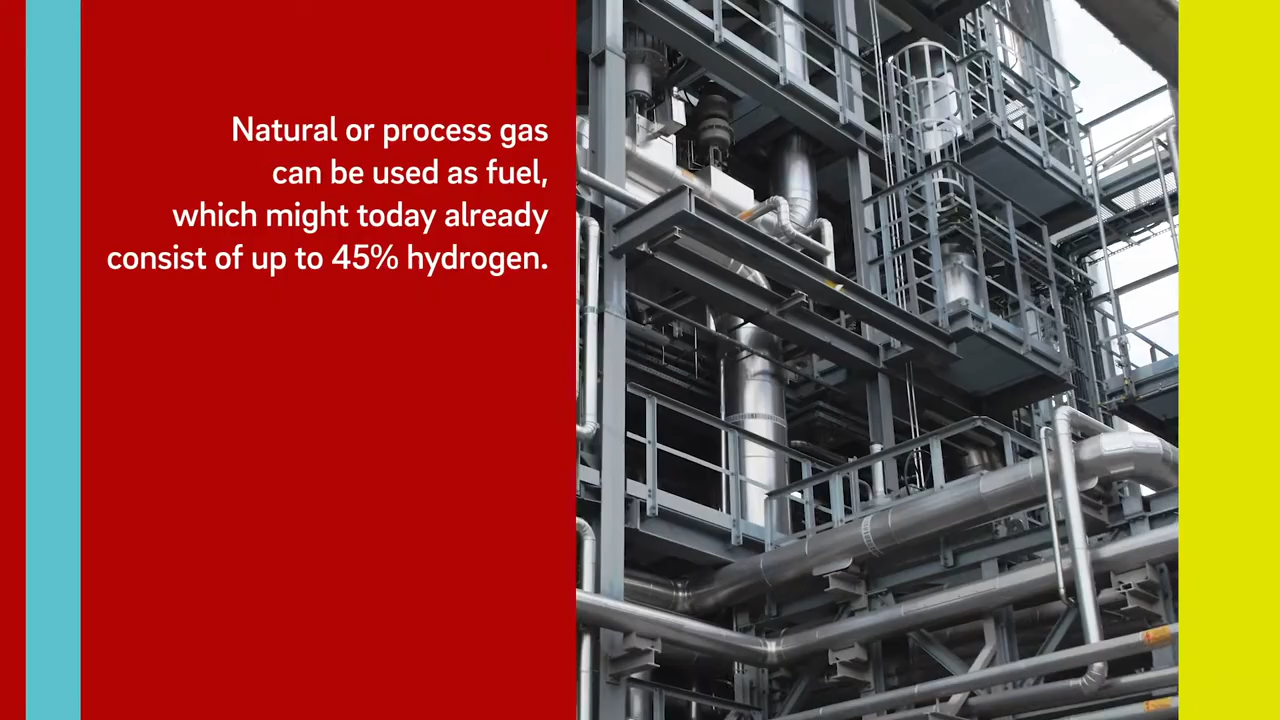 Natural or process gas
can be used as fuel,
which might today already
consist of up to 45% hydrogen.